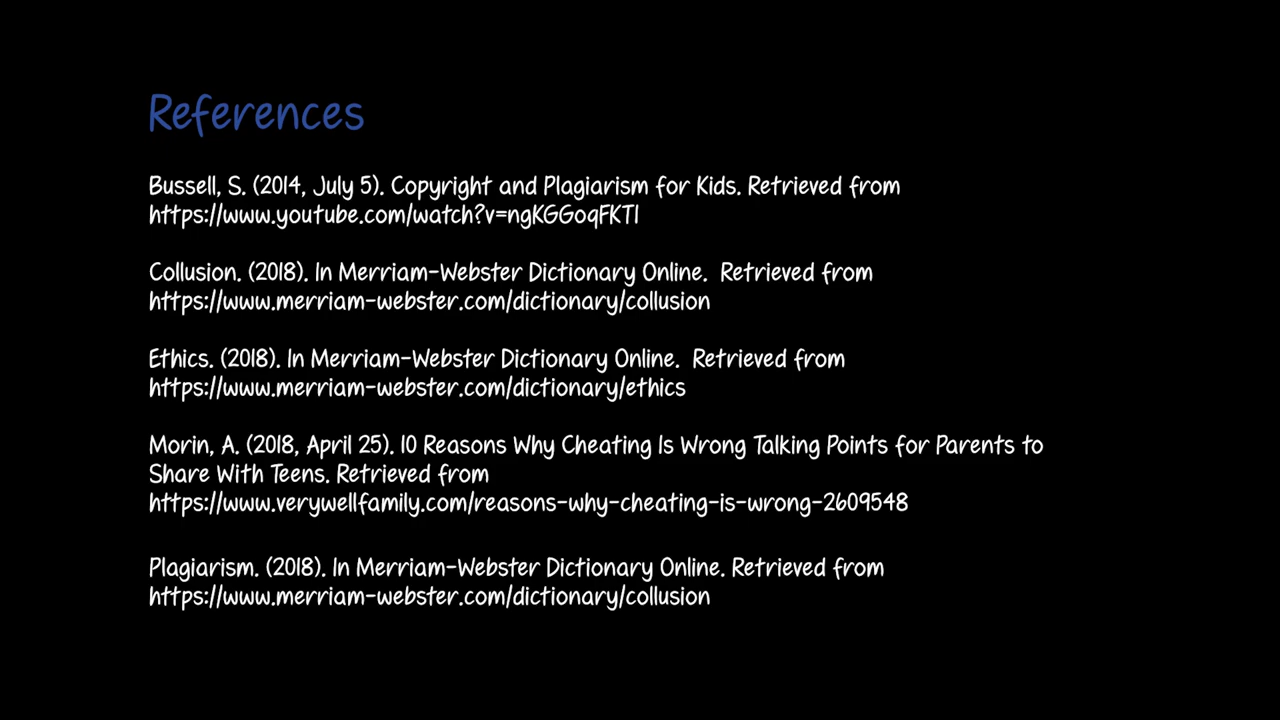 References
Bussell, S. (2014, July 5). Copyright and Plagiarism for Kids. Retrieved from
https://www.youtube.com/watch?v=ngKGGoqFKTI
Collusion. (2018). In Merriam-Webster Dictionary Online.  Retrieved from
https://www.merriam-webster.com/dictionary/collusion
Ethics. (2018). In Merriam-Webster Dictionary Online.  Retrieved from
https://www.merriam-webster.com/dictionary/ethics
Morin, A. (2018, April 25). 10 Reasons Why Cheating Is Wrong Talking Points for Parents to
Share With Teens. Retrieved from
https://www.verywellfamily.com/reasons-why-cheating-is-wrong-2609548
Plagiarism. (2018). In Merriam-Webster Dictionary Online. Retrieved from
https://www.merriam-webster.com/dictionary/collusion